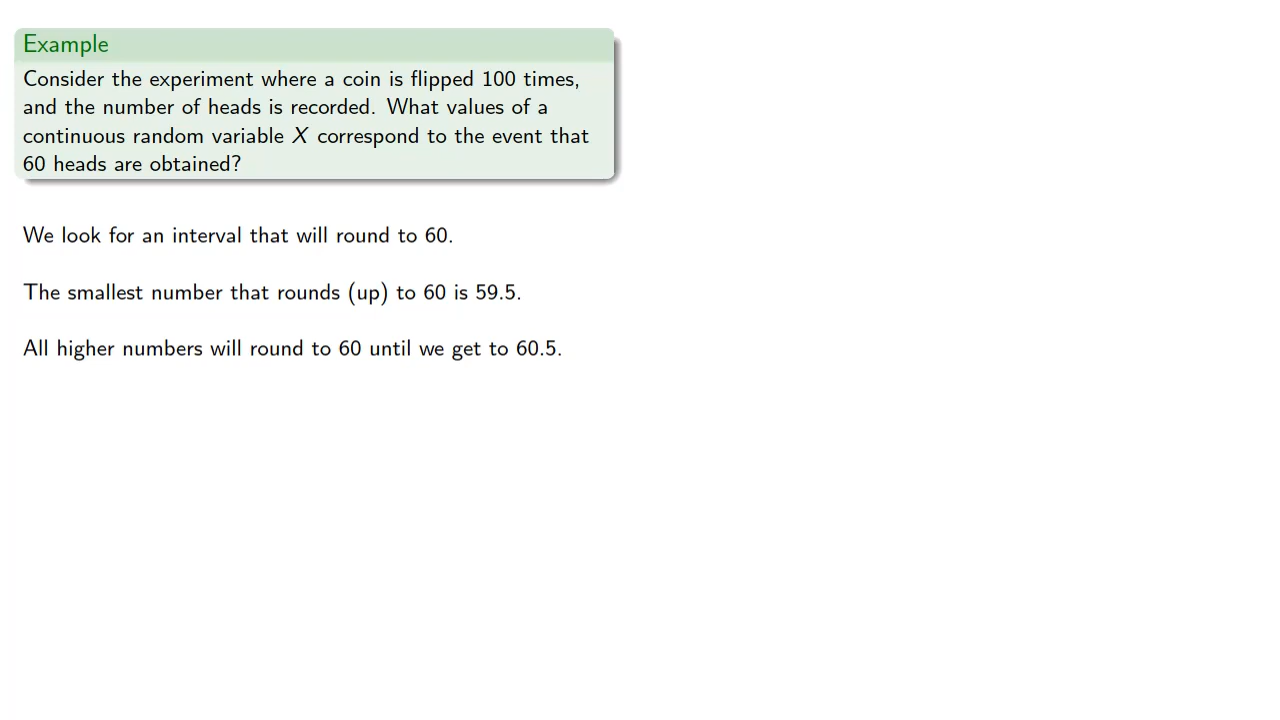 Example
Consider the experiment where a coin is flipped 100 times,
and the number of heads is recorded. What values of a
continuous random variable X correspond to the event that
60 heads are obtained?
We look for an interval that will round to 60.
The smallest number that rounds (up) to 60 is 59.5.
All higher numbers will round to 60 until we get to 60.5.